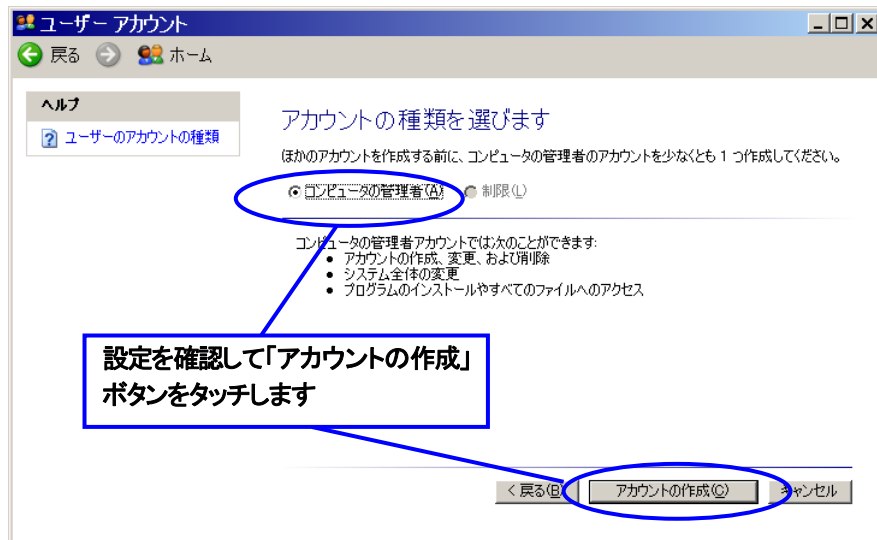 ユーザー アカウント
戻る ホーム
ヘルプ
ユーザーのアカウントの種類
アカウントの種類を選びます
ほかのアカウントを作成する前に、コンピュータの管理者のアカウントを少なくとも 1 つ作成してください。
コンピュータの管理者(A) 制限(L)
コンピュータの管理者アカウントでは次のことができます:
• アカウントの作成、変更、および削除
• システム全体の変更
• プログラムのインストールやすべてのファイルへのアクセス
設定を確認して「アカウントの作成」
ボタンをタッチします
< 戻る(B) アカウントの作成(C) キャンセル